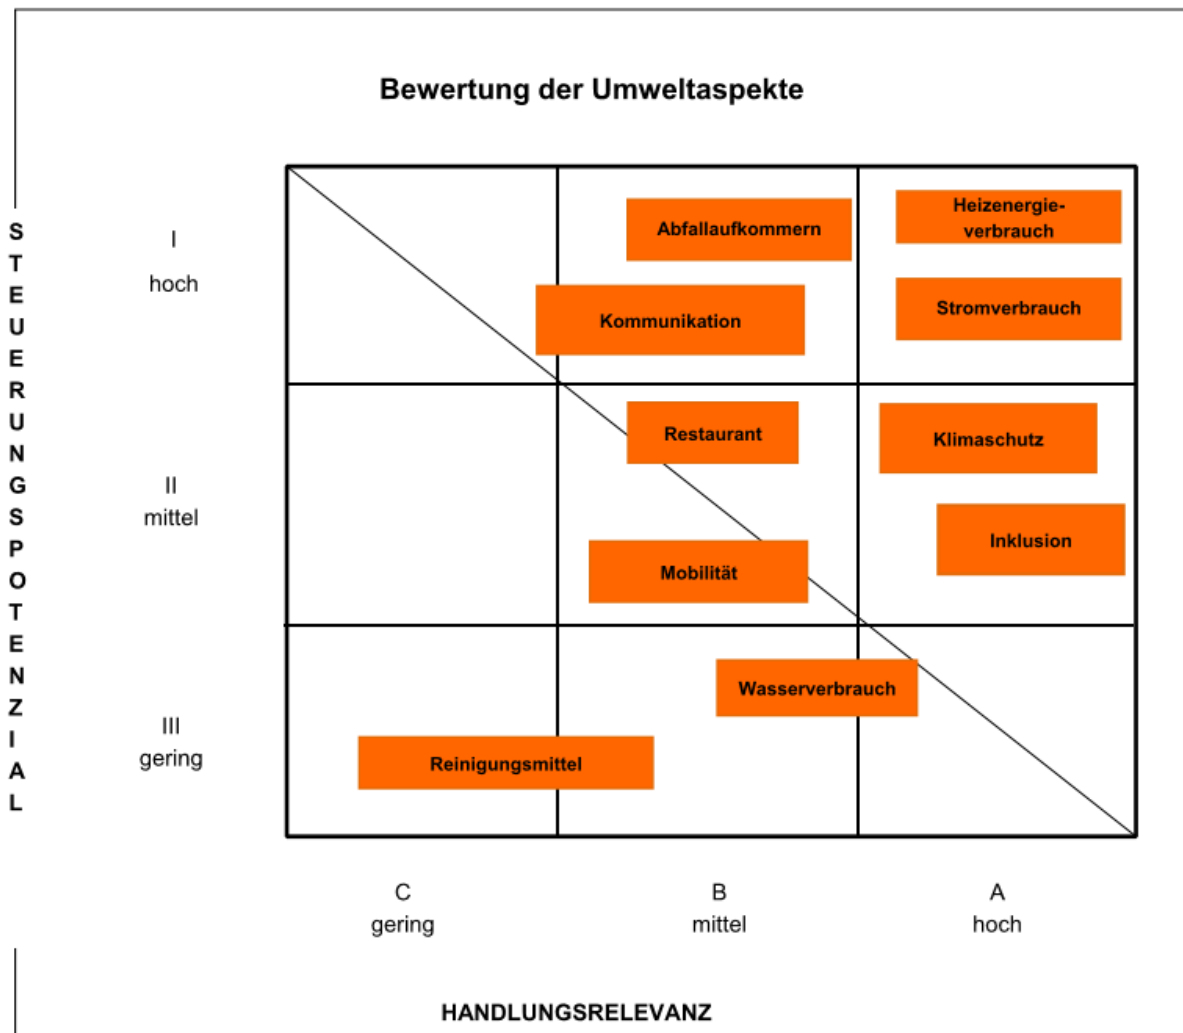 Bewertung der Umweltaspekte
STEUERUNGSPOTENZIAL
I
hoch
Abfallaufkommern
Heizenergie-
verbrauch
Kommunikation
Stromverbrauch
II
mittel
Restaurant
Klimaschutz
Mobilität
Inklusion
III
gering
Wasserverbrauch
Reinigungsmittel
C
gering
B
mittel
A
hoch
HANDLUNGSRELEVANZ